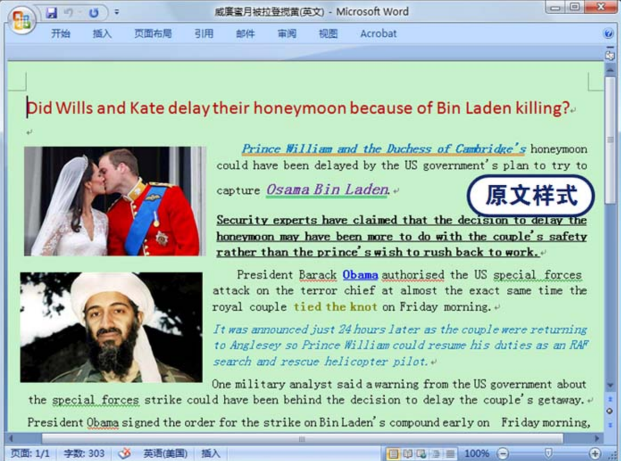 威廉蜜月被拉登搅黄(英文) - Microsoft Word
开始 插入 页面布局 引用 邮件 审阅 视图 Acrobat
Did Wills and Kate delay their honeymoon because of Bin Laden killing?
Prince William and the Duchess of Cambridge's honeymoon
could have been delayed by the US government's plan to try to
capture Osama Bin Laden.
原文样式
Security experts have claimed that the decision to delay the
honeymoon may have been more to do with the couple's safety
rather than the prince's wish to rush back to work.
President Barack Obama authorised the US special forces
attack on the terror chief at almost the exact same time the
royal couple tied the knot on Friday morning.
It was announced just 24 hours later as the couple were returning
to Anglesey so Prince William could resume his duties as an RAF
search and rescue helicopter pilot.
One military analyst said a warning from the US government about
the special forces strike could have been behind the decision to delay the couple's getaway.
President Obama signed the order for the strike on Bin Laden's compound early on Friday morning,
页面: 1/1 字数: 303 英语(美国) 插入 100%